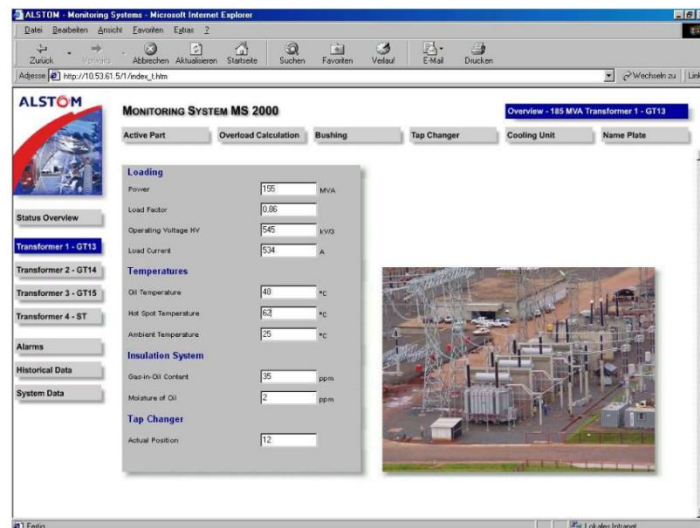 ALSTOM - Monitoring Systems - Microsoft Internet Explorer
Datei Bearbeiten Ansicht Favoriten Extras ?
Zurück Vorwärts Abbrechen Aktualisieren Startseite Suchen Favoriten Verlauf E-Mail Drucken
Adresse http://10.53.61.5/1/index_t.htm Wechseln zu Link
ALSTOM
MONITORING SYSTEM MS 2000
Overview - 185 MVA Transformer 1 - GT13
Active Part Overload Calculation Bushing Tap Changer Cooling Unit Name Plate
Status Overview
Transformer 1 - GT13
Transformer 2 - GT14
Transformer 3 - GT15
Transformer 4 - ST
Alarms
Historical Data
System Data
Loading
Power 155 MVA
Load Factor 0,86
Operating Voltage HV 545
Load Current 534 A
Temperatures
Oil Temperature 48 °C
Hot Spot Temperature 62 °C
Ambient Temperature 25 °C
Insulation System
Gaz-in-Oil Content 35 ppm
Moisture of Oil 2 ppm
Tap Changer
Actual Position 12
Fertig Lokales Intranet